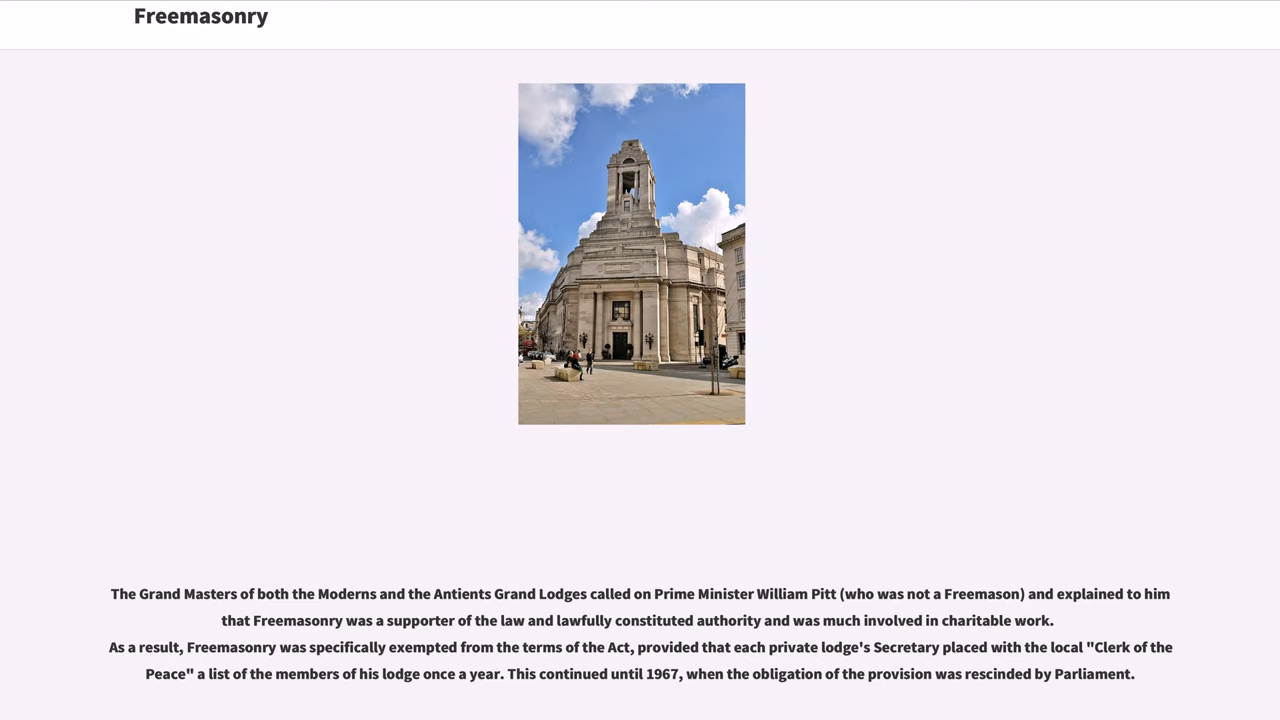 Freemasonry
The Grand Masters of both the Moderns and the Antients Grand Lodges called on Prime Minister William Pitt (who was not a Freemason) and explained to him
that Freemasonry was a supporter of the law and lawfully constituted authority and was much involved in charitable work.
As a result, Freemasonry was specifically exempted from the terms of the Act, provided that each private lodge's Secretary placed with the local "Clerk of the
Peace" a list of the members of his lodge once a year. This continued until 1967, when the obligation of the provision was rescinded by Parliament.